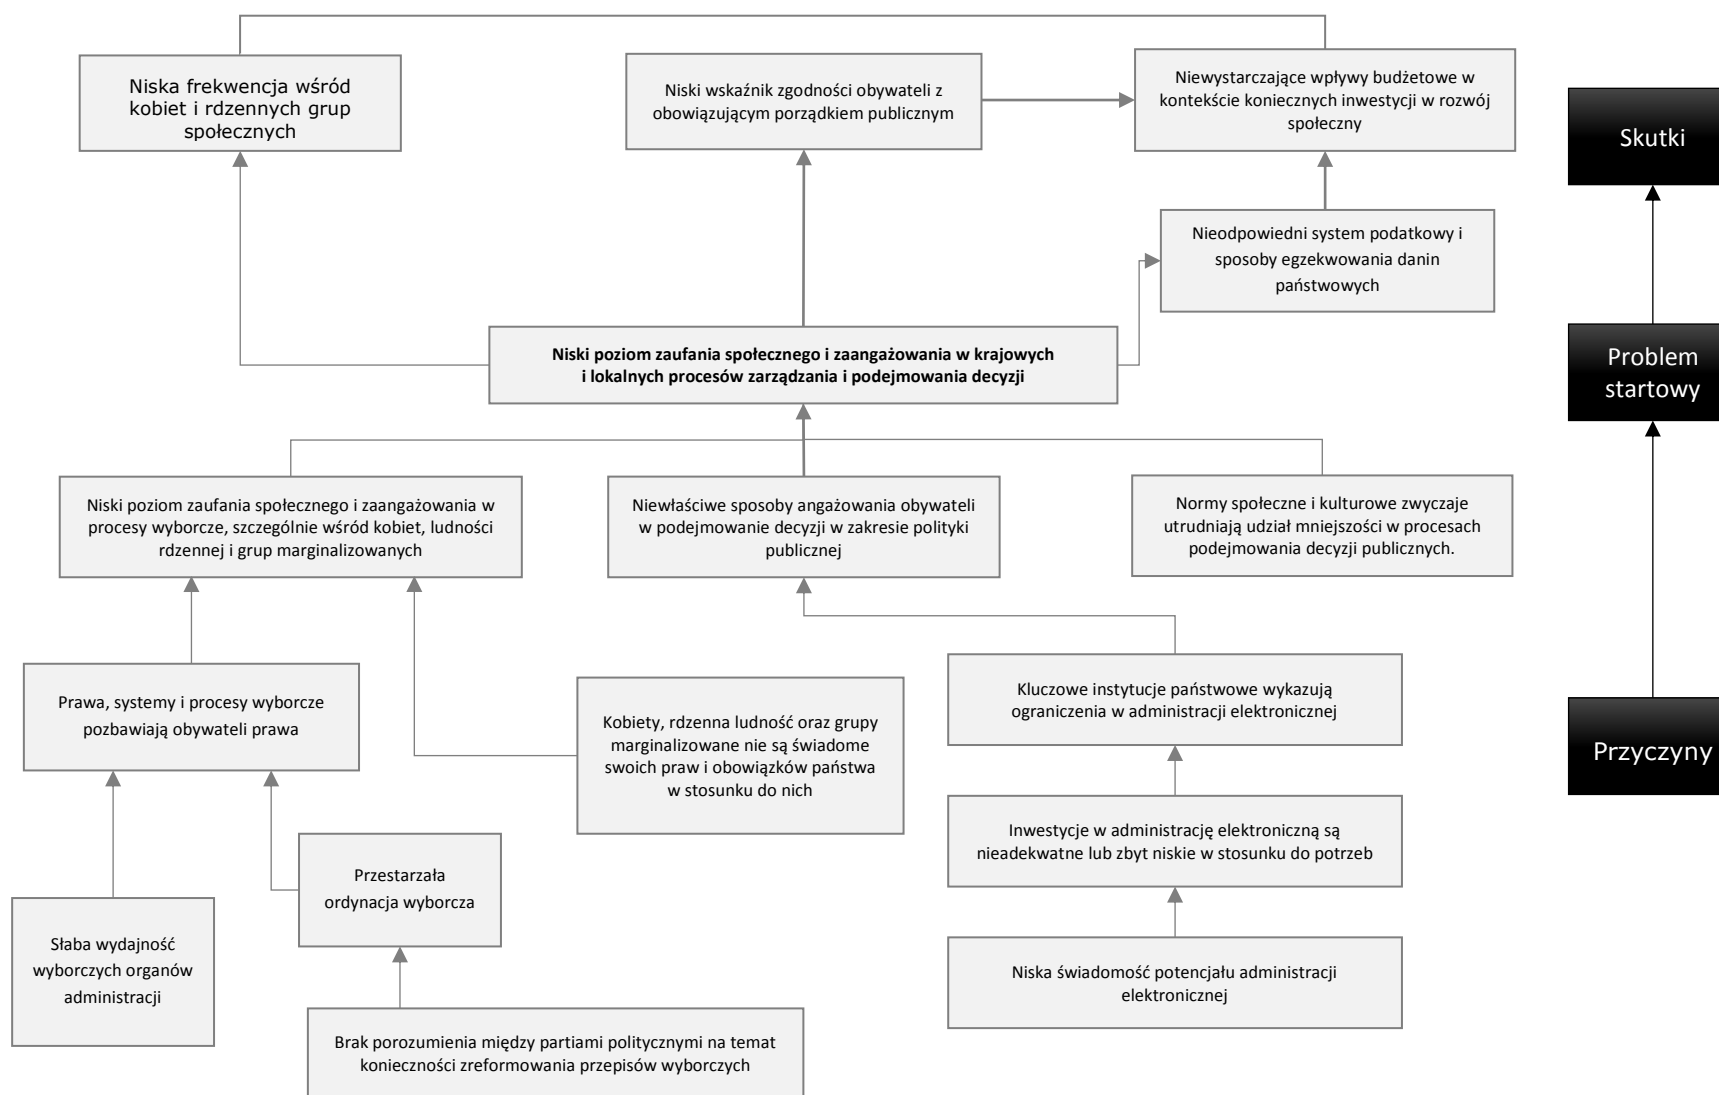 Niska frekwencja wśród
kobiet i rdzennych grup
społecznych
Niski wskaźnik zgodności obywateli z
obowiązującym porządkiem publicznym
Niewystarczające wpływy budżetowe w
kontekście koniecznych inwestycji w rozwój
społeczny
Skutki
Nieodpowiedni system podatkowy i
sposoby egzekwowania danin
państwowych
Niski poziom zaufania społecznego i zaangażowania w krajowych
i lokalnych procesów zarządzania i podejmowania decyzji
Problem
startowy
Niski poziom zaufania społecznego i zaangażowania w
procesy wyborcze, szczególnie wśród kobiet, ludności
rdzennej i grup marginalizowanych
Niewłaściwe sposoby angażowania obywateli
w podejmowanie decyzji w zakresie polityki
publicznej
Normy społeczne i kulturowe zwyczaje
utrudniają udział mniejszości w procesach
podejmowania decyzji publicznych.
Prawa, systemy i procesy wyborcze
pozbawiają obywateli prawa
Kobiety, rdzenna ludność oraz grupy
marginalizowane nie są świadome
swoich praw i obowiązków państwa
w stosunku do nich
Kluczowe instytucje państwowe wykazują
ograniczenia w administracji elektronicznej
Przyczyny
Inwestycje w administrację elektroniczną są
nieadekwatne lub zbyt niskie w stosunku do potrzeb
Przestarzała
ordynacja wyborcza
Słaba wydajność
wyborczych organów
administracji
Niska świadomość potencjału administracji
elektronicznej
Brak porozumienia między partiami politycznymi na temat
konieczności zreformowania przepisów wyborczych